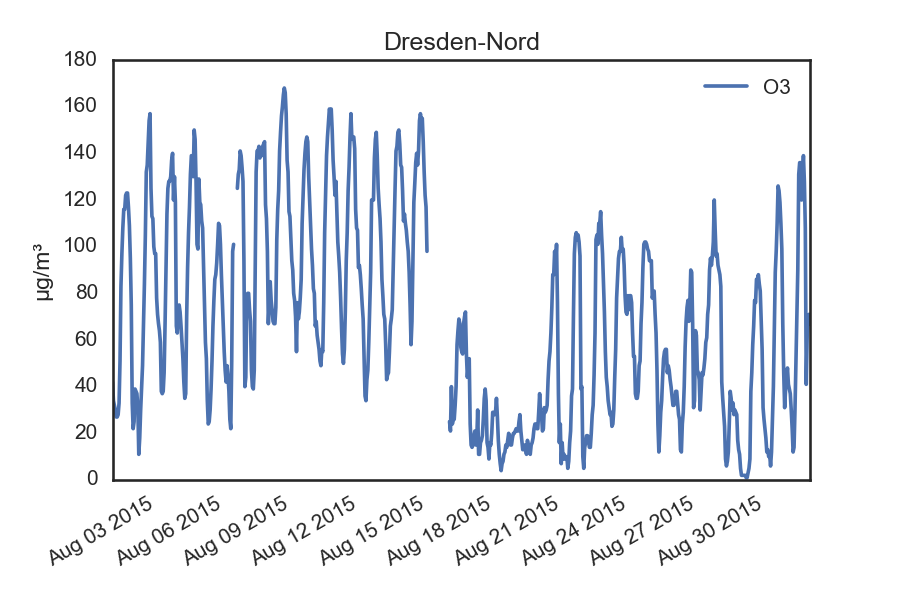 Dresden-Nord
O3
µg/m³
180
160
140
120
100
80
60
40
20
0
Aug 03 2015
Aug 06 2015
Aug 09 2015
Aug 12 2015
Aug 15 2015
Aug 18 2015
Aug 21 2015
Aug 24 2015
Aug 27 2015
Aug 30 2015